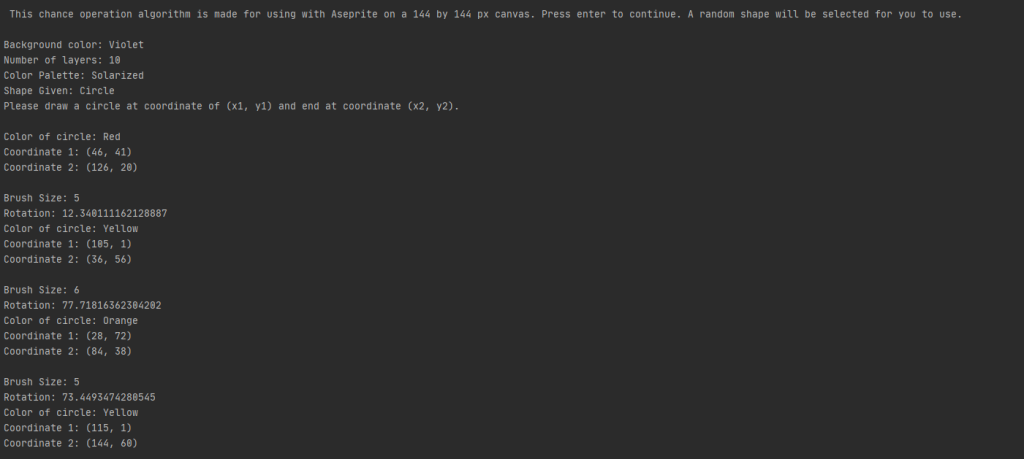 This chance operation algorithm is made for using with Aseprite on a 144 by 144 px canvas. Press enter to continue. A random shape will be selected for you to use.
Background color: Violet
Number of layers: 10
Color Palette: Solarized
Shape Given: Circle
Please draw a circle at coordinate of (x1, y1) and end at coordinate (x2, y2).
Color of circle: Red
Coordinate 1: (46, 41)
Coordinate 2: (126, 20)
Brush Size: 5
Rotation: 12.340111162128887
Color of circle: Yellow
Coordinate 1: (105, 1)
Coordinate 2: (36, 56)
Brush Size: 6
Rotation: 77.71816362304202
Color of circle: Orange
Coordinate 1: (28, 72)
Coordinate 2: (84, 38)
Brush Size: 5
Rotation: 73.4493474280545
Color of circle: Yellow
Coordinate 1: (115, 1)
Coordinate 2: (144, 60)